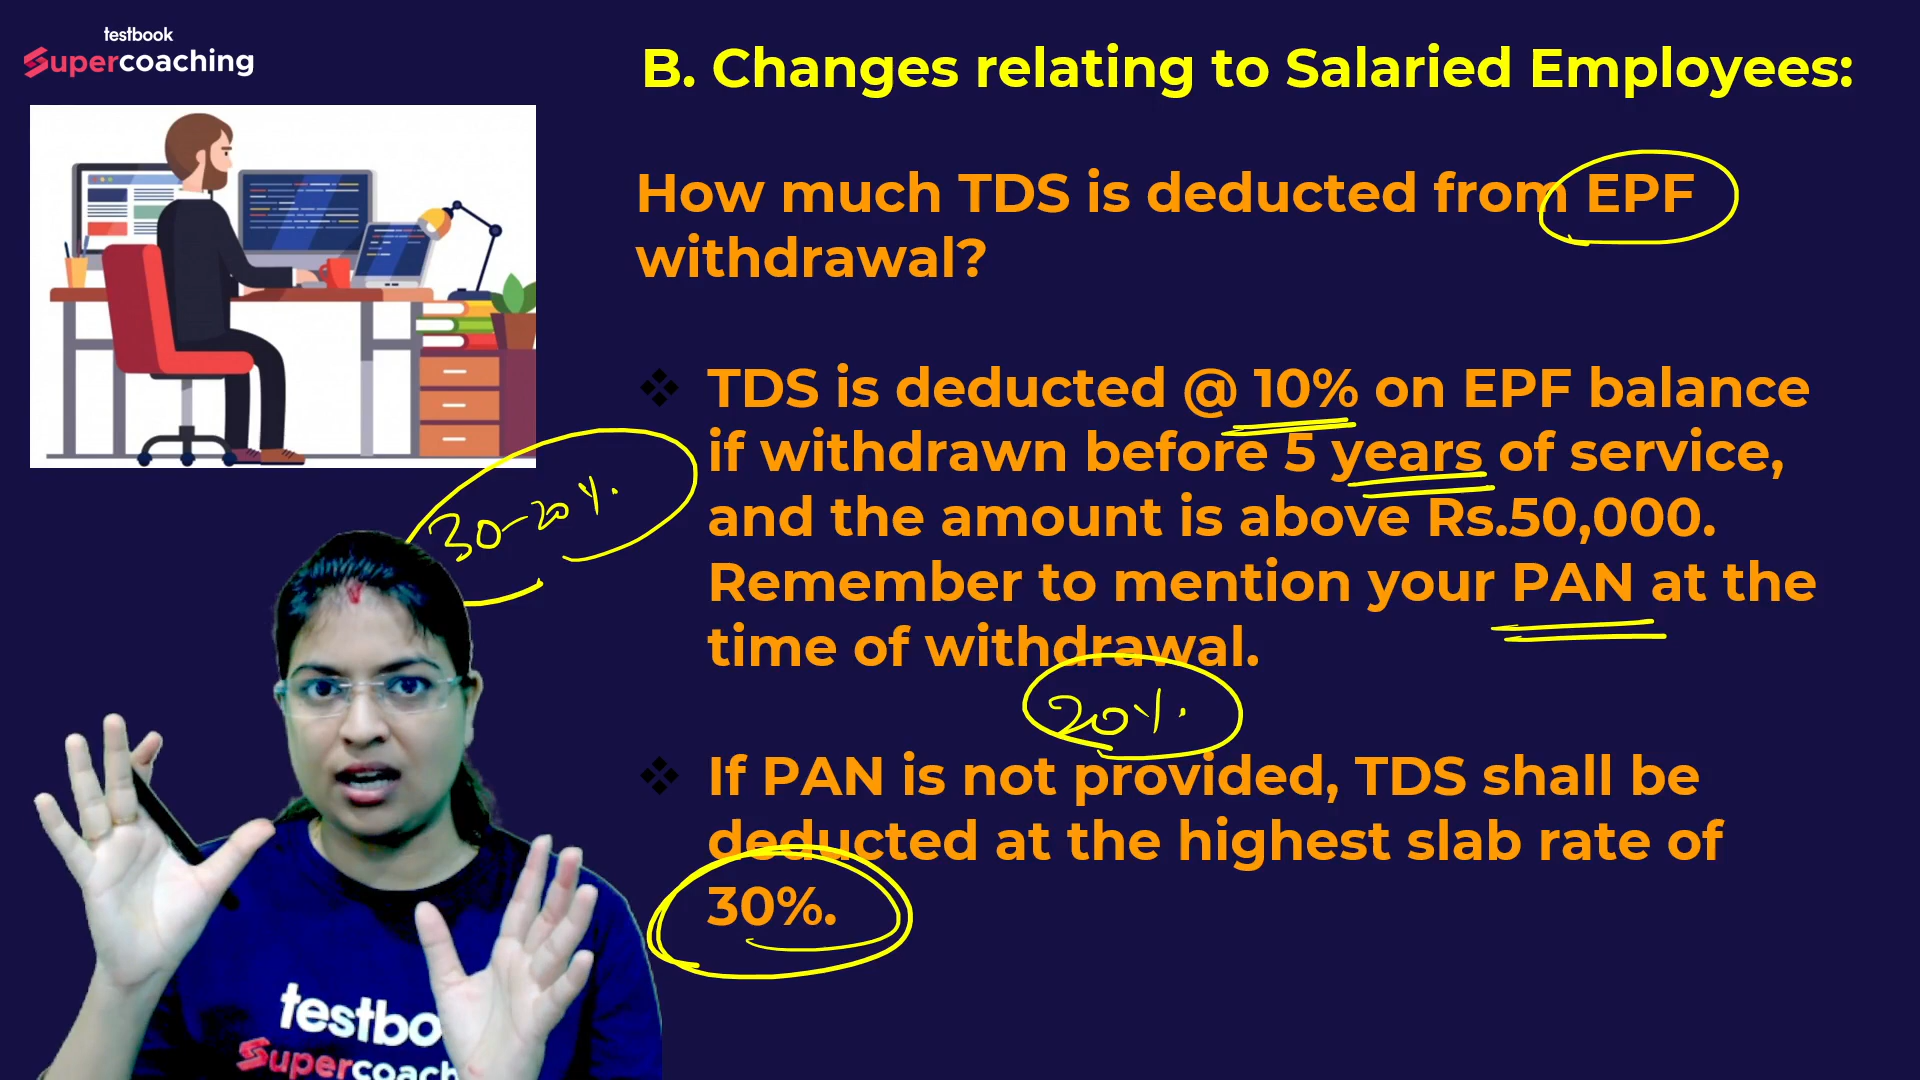 testbook
Supercoaching
B. Changes relating to Salaried Employees:
How much TDS is deducted from EPF
withdrawal?
TDS is deducted @ 10% on EPF balance
if withdrawn before 5 years of service,
and the amount is above Rs.50,000.
Remember to mention your PAN at the
time of withdrawal.
30-20%
20%
If PAN is not provided, TDS shall be
deducted at the highest slab rate of
30%.
testbo
Supercoach